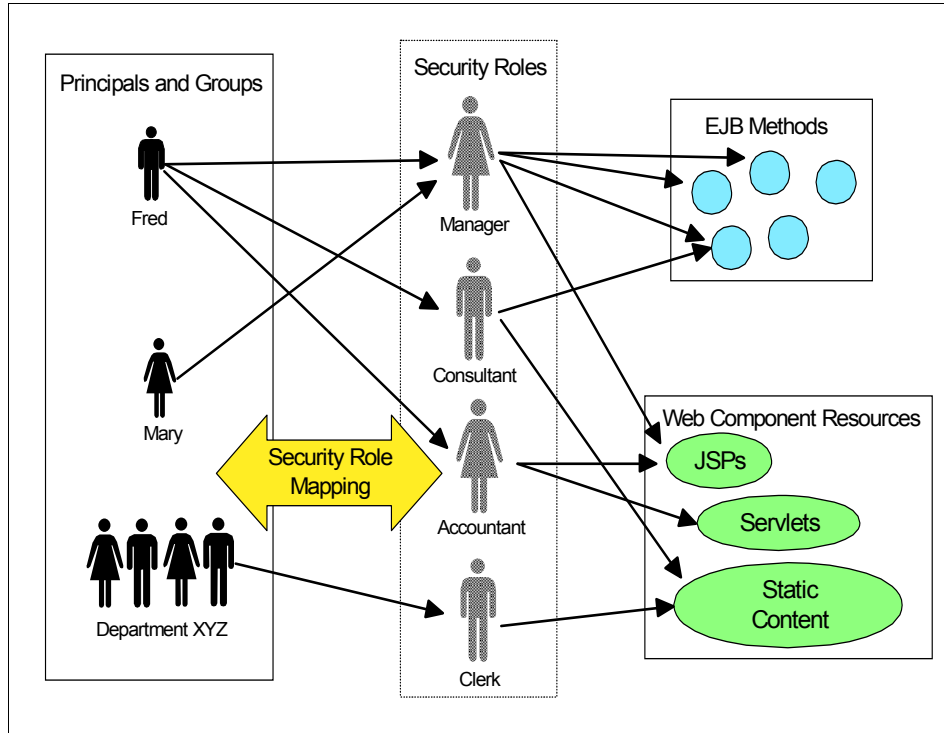 Principals and Groups
Fred
Mary
Department XYZ
Security Role
Mapping
Security Roles
Manager
Consultant
Accountant
Clerk
EJB Methods
Web Component Resources
JSPs
Servlets
Static
Content